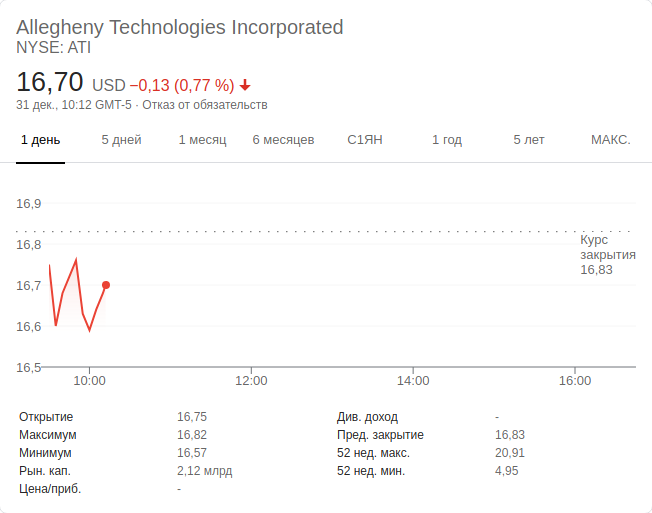 Allegheny Technologies Incorporated
NYSE: ATI
16,70 USD −0,13 (0,77 %)
31 дек., 10:12 GMT-5 · Отказ от обязательств
1 день 5 дней 1 месяц 6 месяцев С1ЯН 1 год 5 лет МАКС.
16,9
16,8
16,7
16,6
16,5
Курс
закрытия
16,83
10:00 12:00 14:00 16:00
Открытие 16,75
Максимум 16,82
Минимум 16,57
Рын. кап. 2,12 млрд
Цена/приб. -
Див. доход -
Пред. закрытие 16,83
52 нед. макс. 20,91
52 нед. мин. 4,95